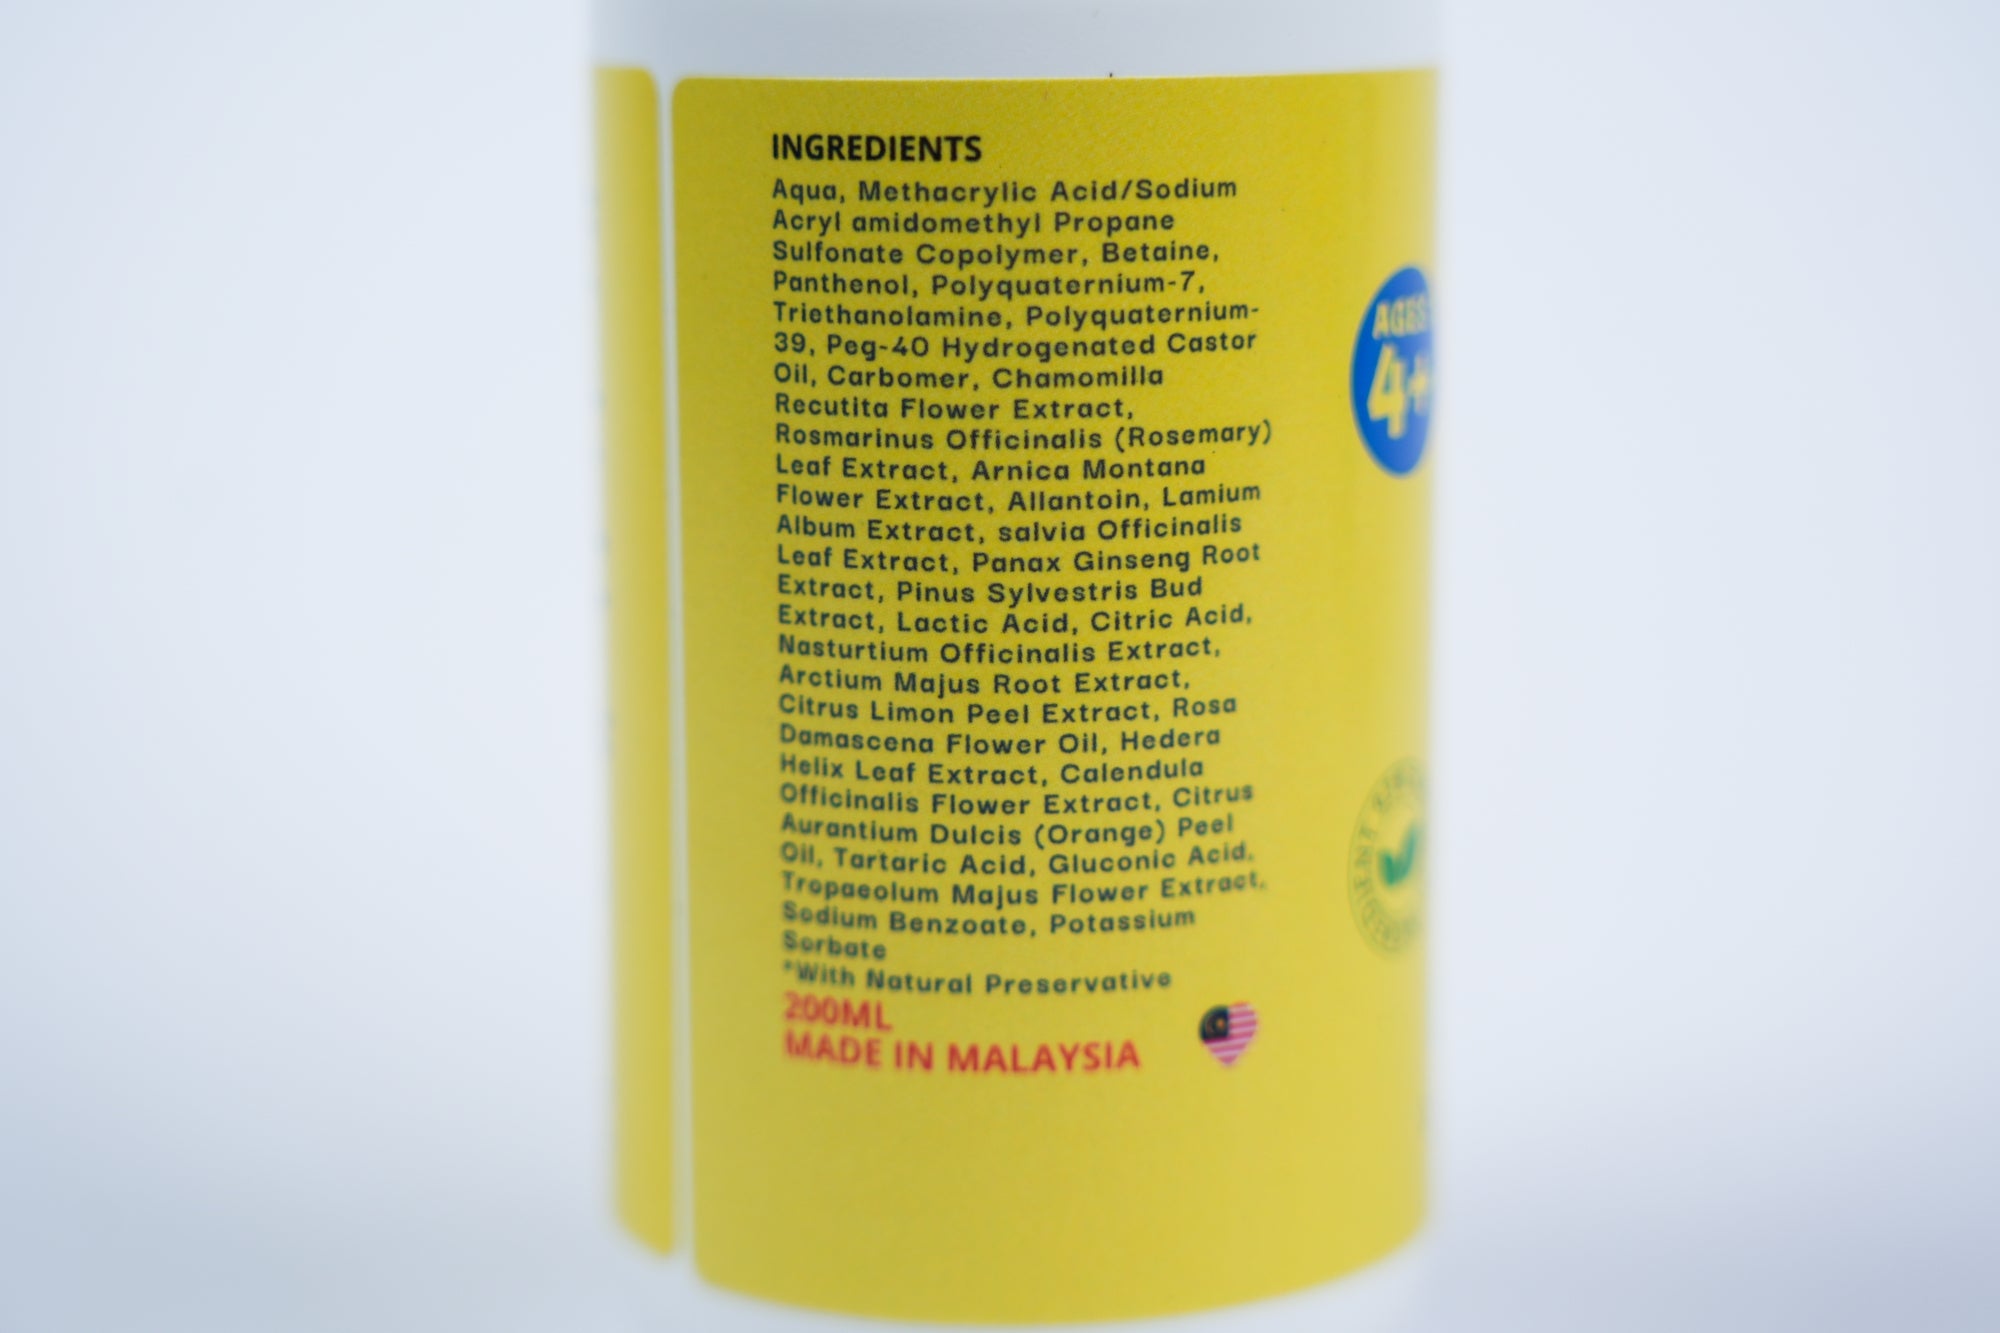 INGREDIENTS
Aqua, Methacrylic Acid/Sodium
Acryl amidomethyl Propane
Sulfonate Copolymer, Betaine,
Panthenol, Polyquaternium-7,
Triethanolamine, Polyquaternium-
39, Peg-40 Hydrogenated Castor
Oil, Carbomer, Chamomilla
Recutita Flower Extract,
Rosmarinus Officinalis (Rosemary)
Leaf Extract, Arnica Montana
Flower Extract, Allantoin, Lamium
Album Extract, salvia Officinalis
Leaf Extract, Panax Ginseng Root
Extract, Pinus Sylvestris Bud
Extract, Lactic Acid, Citric Acid,
Nasturtium Officinalis Extract,
Arctium Majus Root Extract,
Citrus Limon Peel Extract, Rosa
Damascena Flower Oil, Hedera
Helix Leaf Extract, Calendula
Officinalis Flower Extract, Citrus
Aurantium Dulcis (Orange) Peel
Oil, Tartaric Acid, Gluconic Acid,
Tropaeolum Majus Flower Extract,
Sodium Benzoate, Potassium
Sorbate
*With Natural Preservative
200ML
MADE IN MALAYSIA
AGES
4+